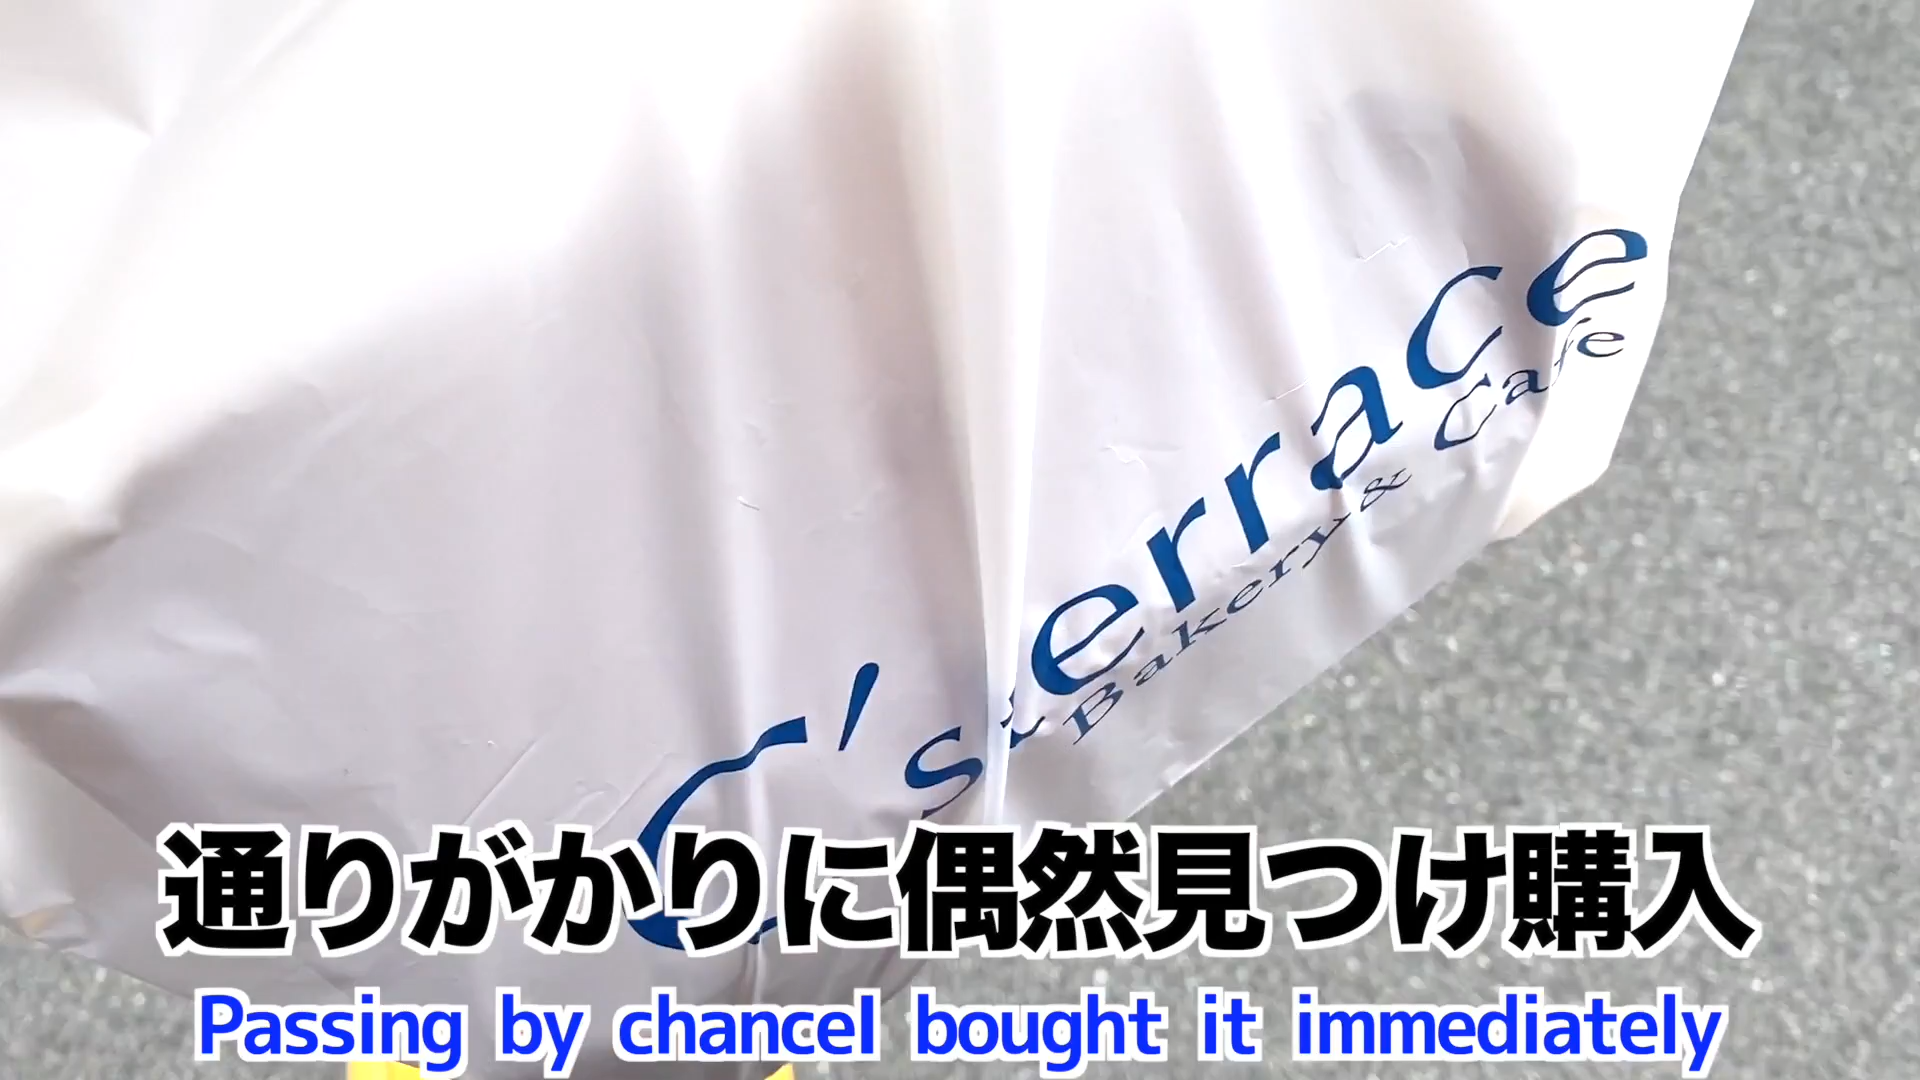 C'sterrace
Bakery & Cafe
通りがかりに偶然見つけ購入
Passing by chancel bought it immediately